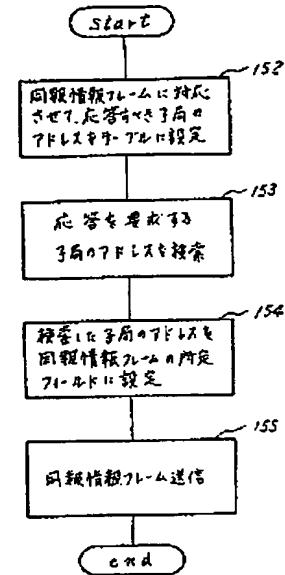 start
152
同報情報フレームに対応
させて、応答すべき子局の
アドレスをテーブルに設定
153
応答を要求する
子局のアドレスを検索
154
検索した子局のアドレスを
同報情報フレームの所定
フィールドに設定
155
同報情報フレーム送信
end